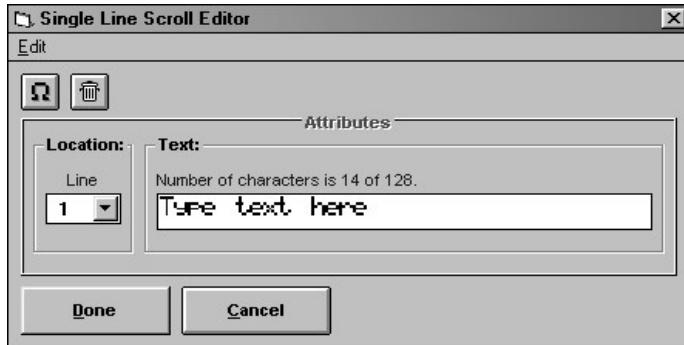 Single Line Scroll Editor
Edit
Ω
Attributes
Location:
Text:
Line
Number of characters is 14 of 128.
1
Type text here
Done
Cancel